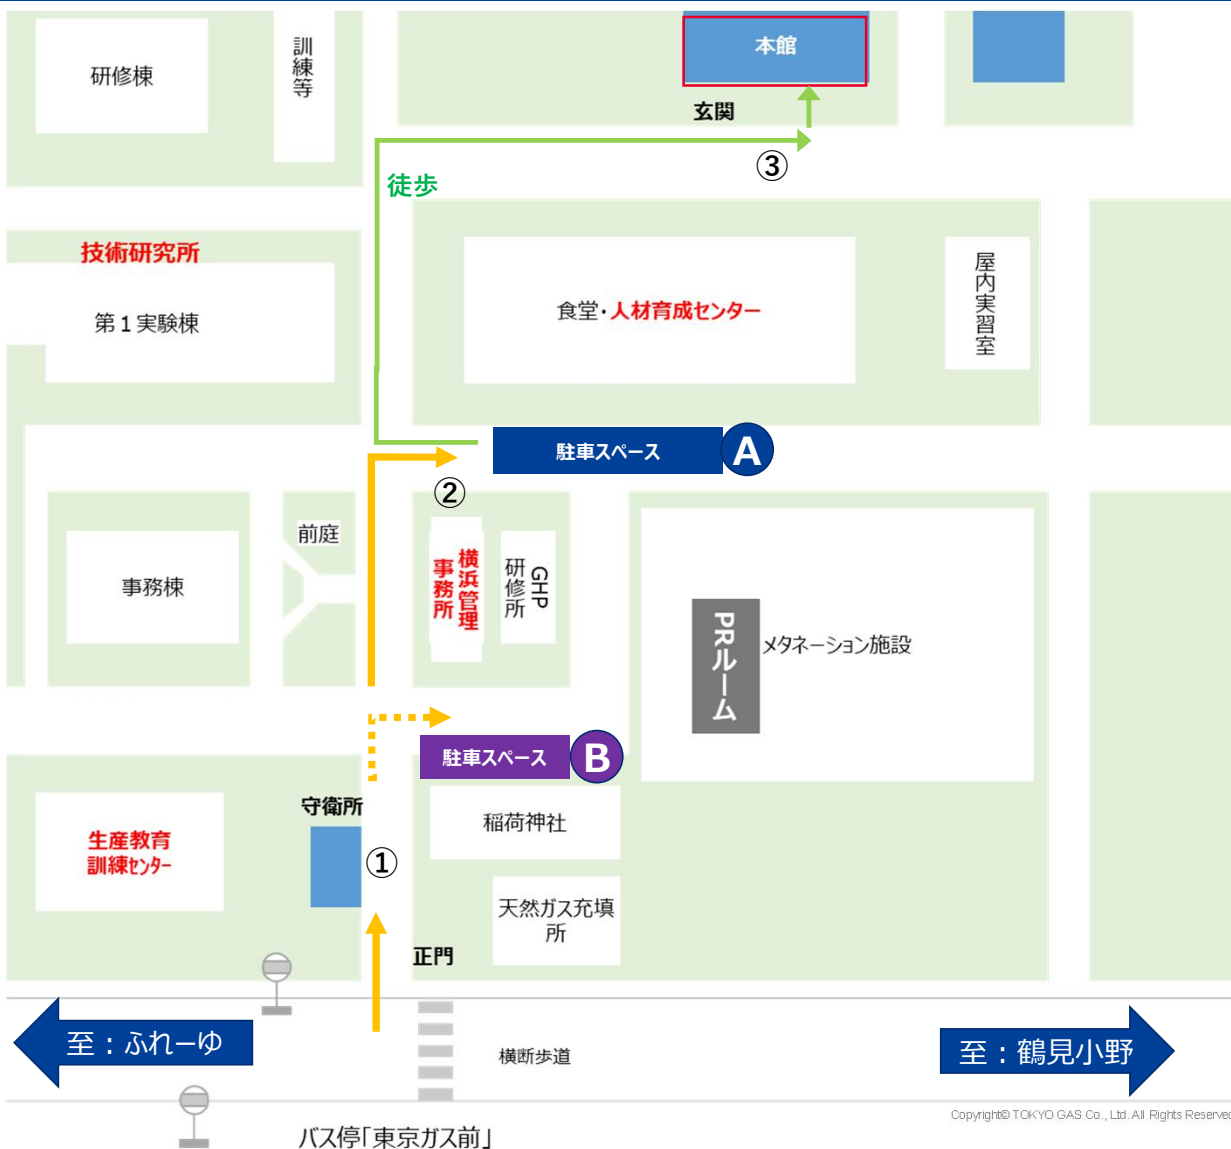 本館
研修棟
訓練等
玄関
③
徒歩
技術研究所
第1実験棟
食堂・人材育成センター
屋内実習室
駐車スペース
A
②
前庭
事務棟
横浜管理
事務所
GHP
研修所
PRルーム
メタネーション施設
駐車スペース
B
守衛所
稲荷神社
生産教育
訓練センター
①
天然ガス充填
所
正門
至：ふれーゆ
横断歩道
至：鶴見小野
Copyright© TOKYO GAS Co., Ltd. All Rights Reserved
バス停「東京ガス前」